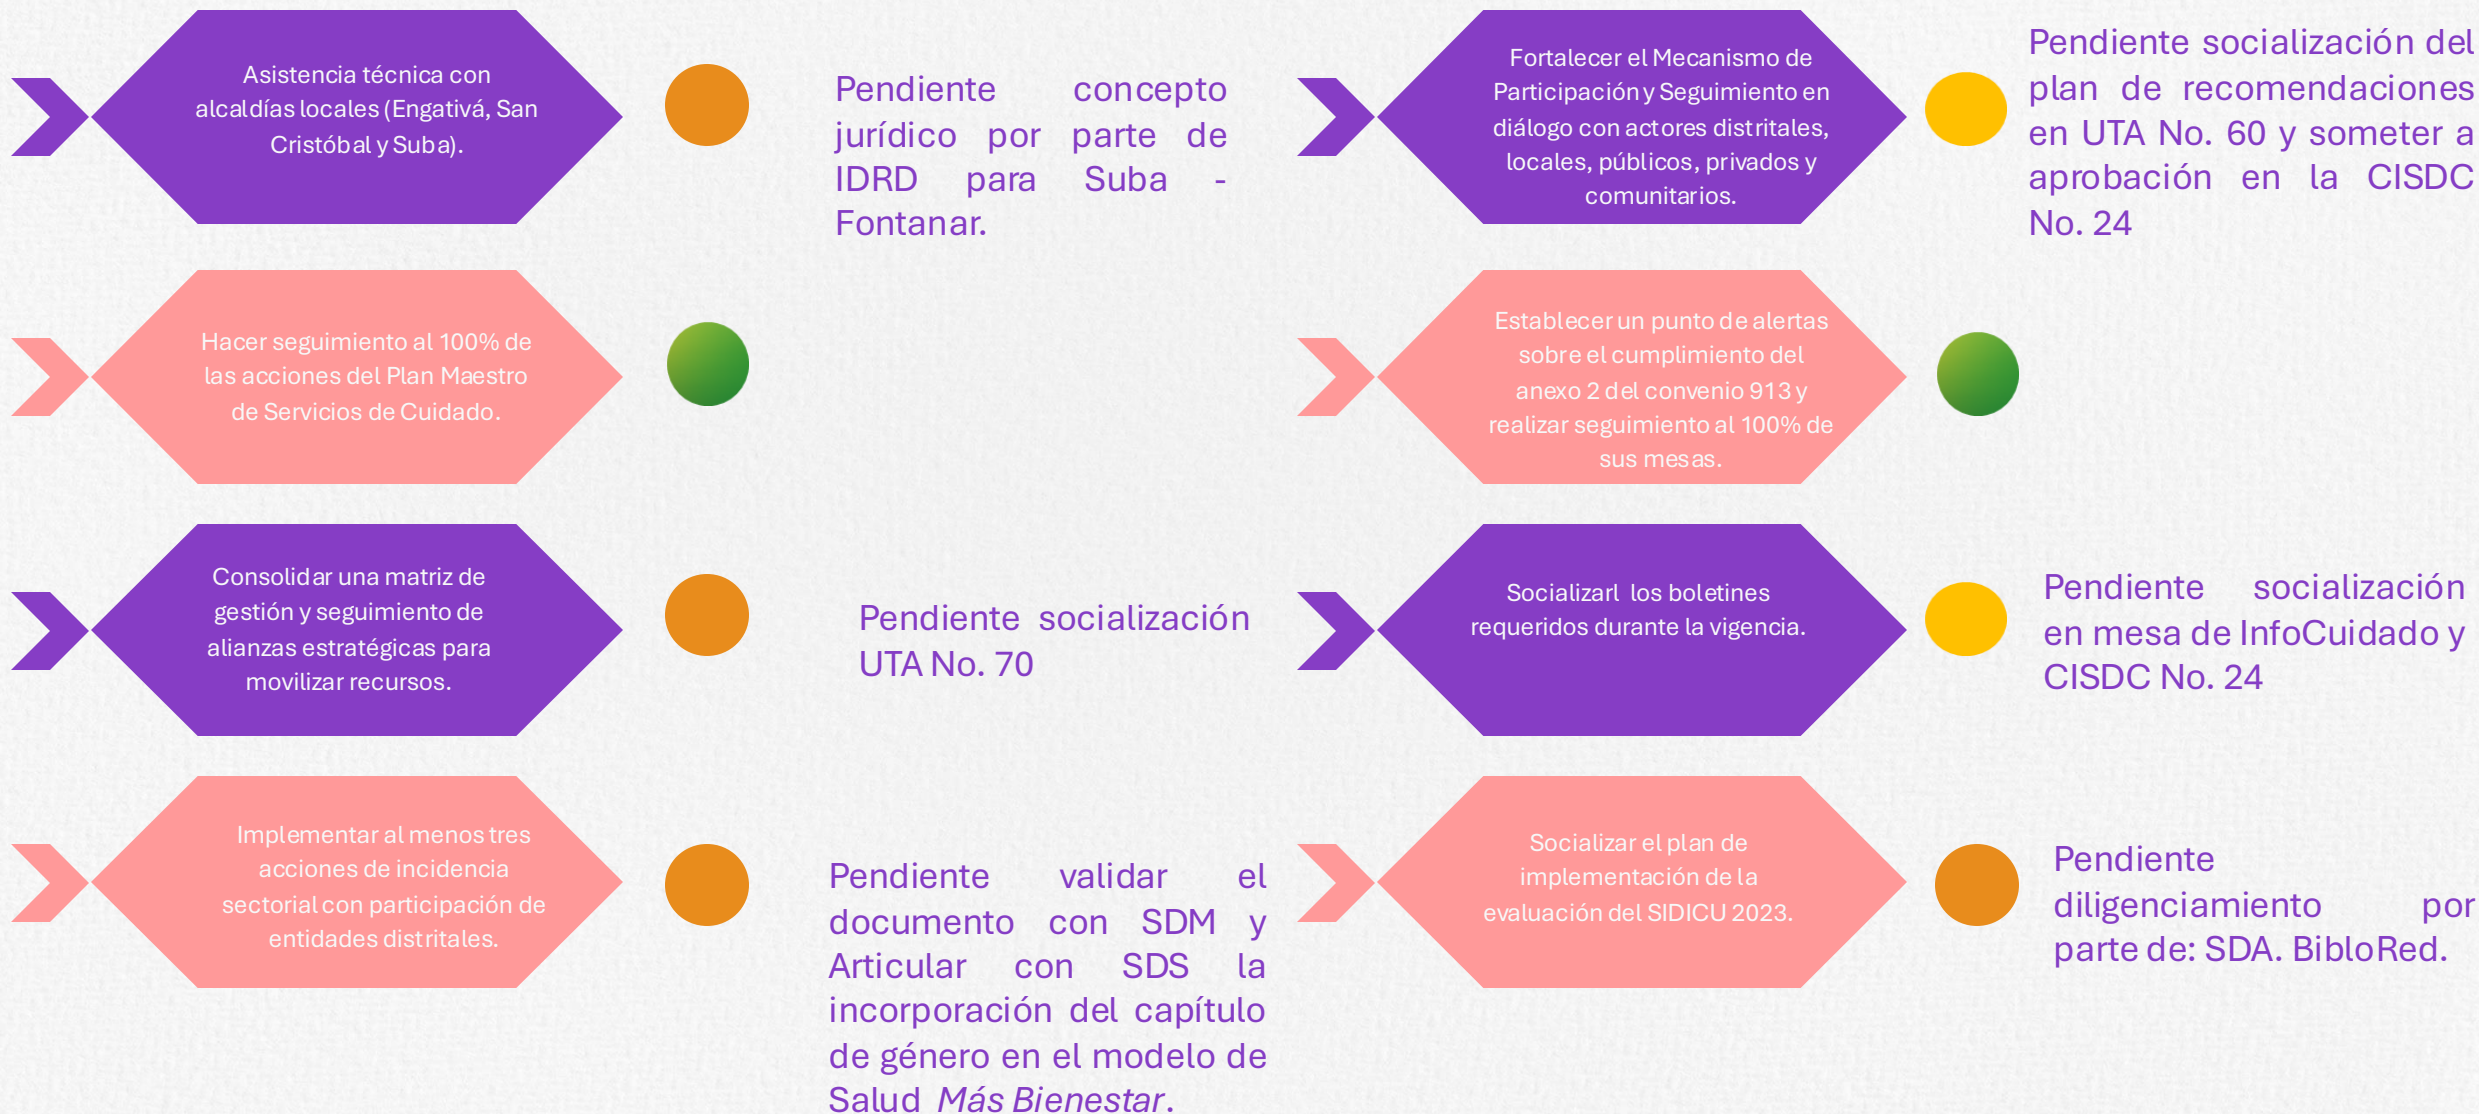 Asistencia técnica con
alcaldías locales (Engativá, San
Cristóbal y Suba).
Pendiente concepto
jurídico por parte de
IDRD para Suba -
Fontanar.
Hacer seguimiento al 100% de
las acciones del Plan Maestro
de Servicios de Cuidado.
Consolidar una matriz de
gestión y seguimiento de
alianzas estratégicas para
movilizar recursos.
Pendiente socialización
UTA No. 70
Implementar al menos tres
acciones de incidencia
sectorial con participación de
entidades distritales.
Pendiente validar el
documento con SDM y
Articular con SDS la
incorporación del capítulo
de género en el modelo de
Salud Más Bienestar.
Fortalecer el Mecanismo de
Participación y Seguimiento en
diálogo con actores distritales,
locales, públicos, privados y
comunitarios.
Pendiente socialización del
plan de recomendaciones
en UTA No. 60 y someter a
aprobación en la CISDC
No. 24
Establecer un punto de alertas
sobre el cumplimiento del
anexo 2 del convenio 913 y
realizar seguimiento al 100% de
sus mesas.
Socializarl los boletines
requeridos durante la vigencia.
Pendiente socialización
en mesa de InfoCuidado y
CISDC No. 24
Socializar el plan de
implementación de la
evaluación del SIDICU 2023.
Pendiente
diligenciamiento por
parte de: SDA. BibloRed.